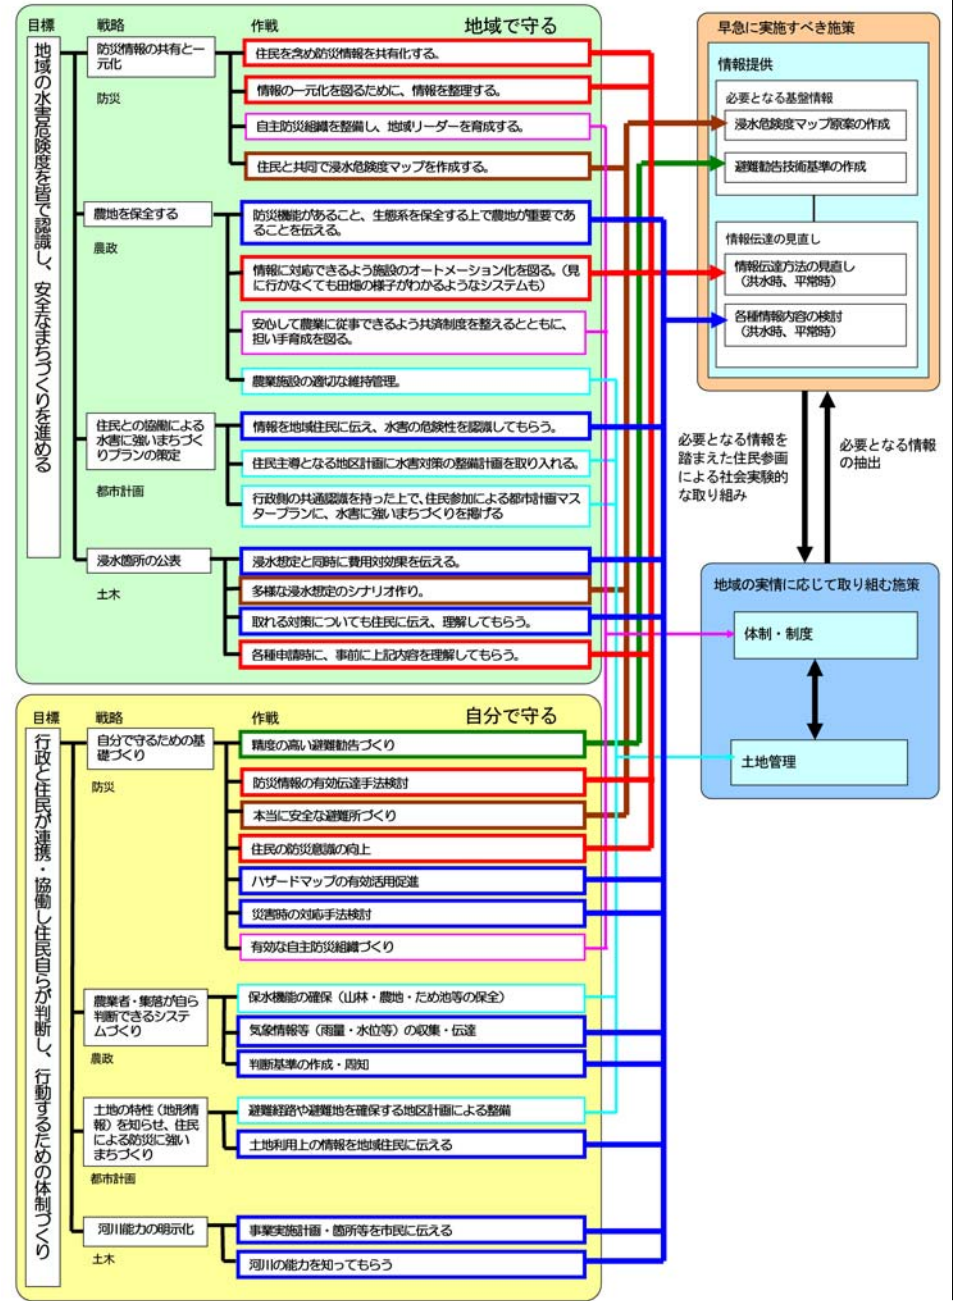 目標
戦略
作戦
地域で守る
地域の水害危険度を皆で認識し、安全なまちづくりを進める
防災情報の共有と一
元化
防災
住民を含め防災情報を共有化する。
情報の一元化を図るために、情報を整理する。
自主防災組織を整備し、地域リーダーを育成する。
住民と共同で浸水危険度マップを作成する。
農地を保全する
農政
防災機能があること、生態系を保全する上で農地が重要であ
ることを伝える。
情報に対応できるよう施設のオートメーション化を図る。(見
に行かなくても田畑の様子がわかるようなシステムも)
安心して農業に従事できるよう共済制度を整えるとともに、
担い手育成を図る。
農業施設の適切な維持管理。
住民との協働による
水害に強いまちづく
りプランの策定
都市計画
情報を地域住民に伝え、水害の危険性を認識してもらう。
住民主導となる地区計画に水害対策の整備計画を取り入れる。
行政側の共通認識を持った上で、住民参加による都市計画マス
タープランに、水害に強いまちづくりを掲げる
浸水箇所の公表
土木
浸水想定と同時に費用対効果を伝える。
多様な浸水想定のシナリオ作り。
取れる対策についても住民に伝え、理解してもらう。
各種申請時に、事前に上記内容を理解してもらう。
目標
戦略
作戦
自分で守る
行政と住民が連携・協働し住民自らが判断し、行動するための体制づくり
自分で守るための基
礎づくり
防災
精度の高い避難勧告づくり
防災情報の有効伝達手法検討
本当に安全な避難所づくり
住民の防災意識の向上
ハザードマップの有効活用促進
災害時の対応手法検討
有効な自主防災組織づくり
農業者・集落が自ら
判断できるシステ
ムづくり
農政
保水機能の確保(山林・農地・ため池等の保全)
気象情報等(雨量・水位等)の収集・伝達
判断基準の作成・周知
土地の特性(地形情
報)を知らせ、住民
による防災に強い
まちづくり
都市計画
避難経路や避難地を確保する地区計画による整備
土地利用上の情報を地域住民に伝える
河川能力の明示化
土木
事業実施計画・箇所等を市民に伝える
河川の能力を知ってもらう
早急に実施すべき施策
情報提供
必要となる基盤情報
浸水危険度マップ原案の作成
避難勧告技術基準の作成
情報伝達の見直し
情報伝達方法の見直し
(洪水時、平常時)
各種情報内容の検討
(洪水時、平常時)
必要となる情報を
踏まえた住民参画
による社会実験的
な取り組み
必要となる情報
の抽出
地域の実情に応じて取り組む施策
体制・制度
土地管理